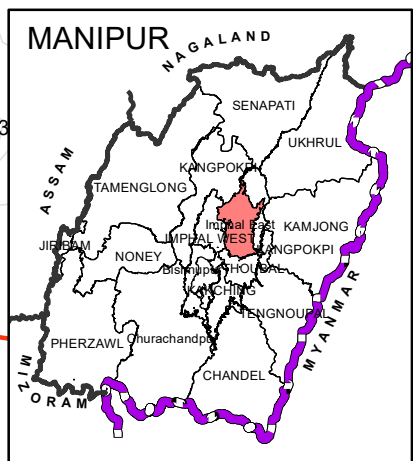 MANIPUR
NAGALAND
SENAPATI
3
UKHRUL
KANGPOKPI
ASSAM
TAMENGLONG
Imphal East
KAMJONG
IMPHAL WEST
JIRIBAM
KANGPOKPI
NONEY
Bishnupur
THOUBAL
KAKCHING
TENGNOUPAL
MYANMAR
Churachandpur
PHERZAWL
CHANDEL
MIZORAM